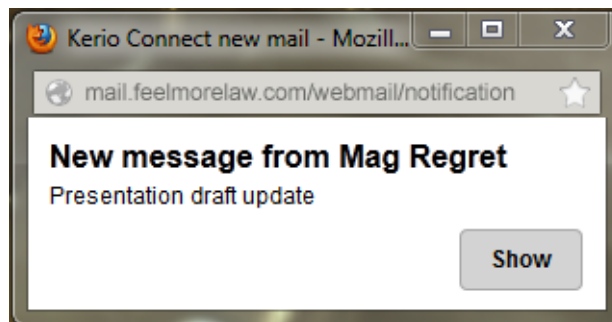 Kerio Connect new mail - Mozill...
mail.feelmorelaw.com/webmail/notification
New message from Mag Regret
Presentation draft update
Show